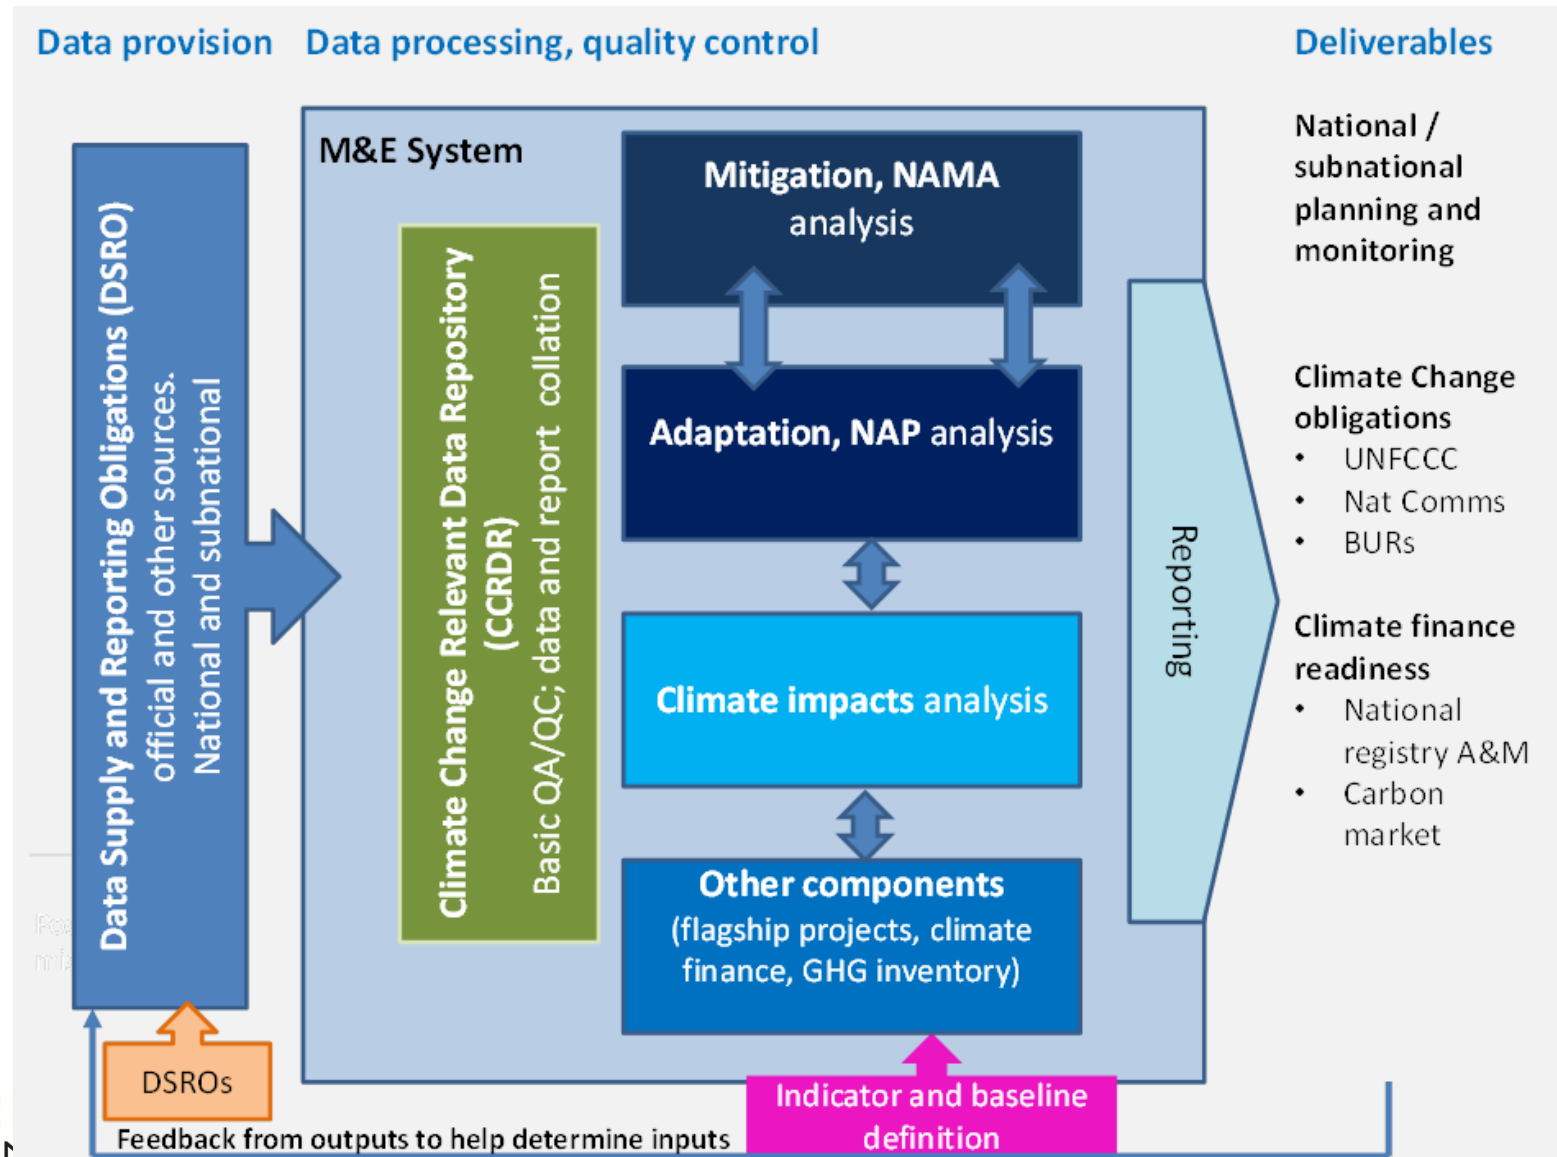 Data provision
Data processing, quality control
Deliverables
Data Supply and Reporting Obligations (DSRO)
official and other sources.
National and subnational
DSROs
M&E System
Climate Change Relevant Data Repository
(CCRDR)
Basic QA/QC; data and report collation
Mitigation, NAMA
analysis
Adaptation, NAP analysis
Climate impacts analysis
Other components
(flagship projects, climate
finance, GHG inventory)
Indicator and baseline
definition
Reporting
National /
subnational
planning and
monitoring
Climate Change
obligations
• UNFCCC
• Nat Comms
• BURs
Climate finance
readiness
• National
registry A&M
• Carbon
market
Feedback from outputs to help determine inputs